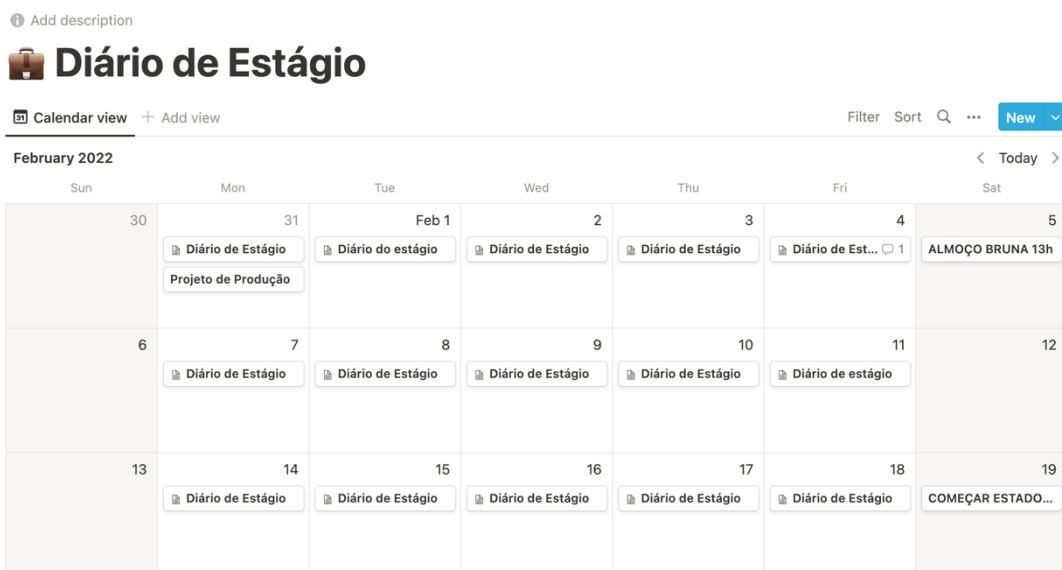 Add description
Diário de Estágio
Calendar view + Add view Filter Sort ••• New
February 2022 < Today >
Sun Mon Tue Wed Thu Fri Sat
30 31 Feb 1 2 3 4 5
Diário de Estágio Diário do estágio Diário de Estágio Diário de Estágio Diário de Est... 1 ALMOÇO BRUNA 13h
Projeto de Produção
6 7 8 9 10 11 12
Diário de Estágio Diário de Estágio Diário de Estágio Diário de Estágio Diário de estágio
13 14 15 16 17 18 19
Diário de Estágio Diário de Estágio Diário de Estágio Diário de Estágio Diário de Estágio COMEÇAR ESTADO...